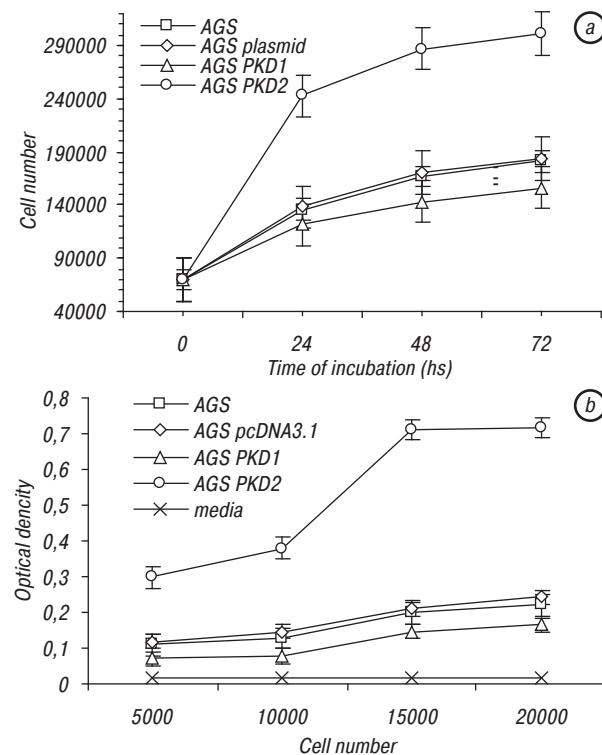 AGS
AGS plasmid
AGS PKD1
AGS PKD2
a
Cell number
290000
240000
190000
140000
90000
40000
0 24 48 72
Time of incubation (hs)
AGS
AGS pcDNA3.1
AGS PKD1
AGS PKD2
media
b
Optical dencity
0,8
0,7
0,6
0,5
0,4
0,3
0,2
0,1
0
5000 10000 15000 20000
Cell number